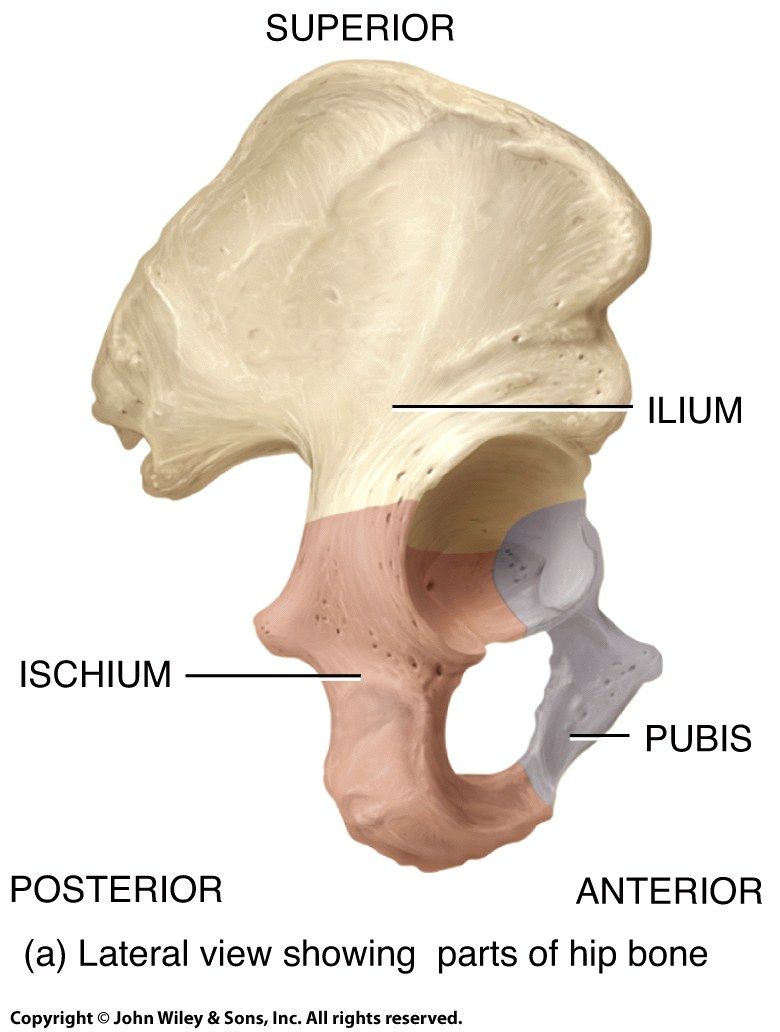 SUPERIOR
ILIUM
ISCHIUM
PUBIS
POSTERIOR
ANTERIOR
(a) Lateral view showing  parts of hip bone
Copyright © John Wiley & Sons, Inc. All rights reserved.